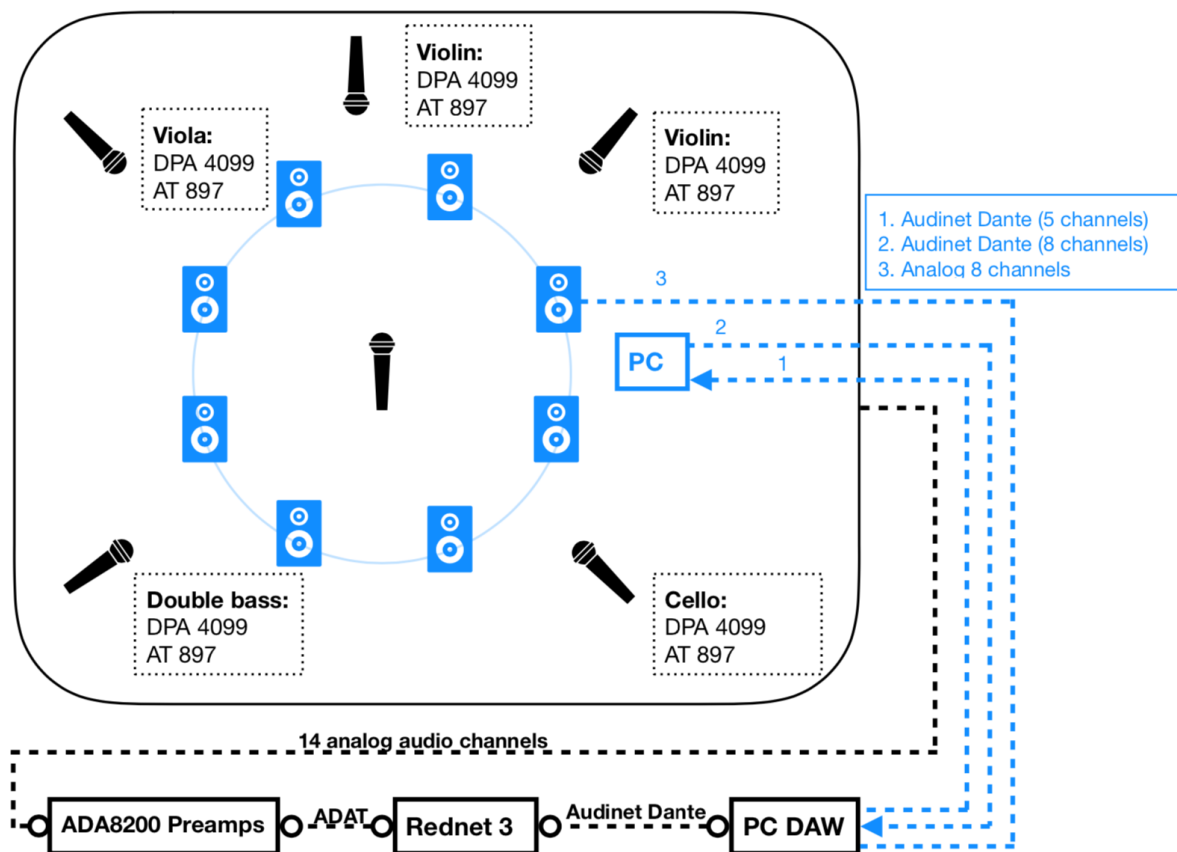 Violin:
DPA 4099
AT 897
Viola:
DPA 4099
AT 897
Violin:
DPA 4099
AT 897
1. Audinet Dante (5 channels)
2. Audinet Dante (8 channels)
3. Analog 8 channels
3
2
PC
1
Double bass:
DPA 4099
AT 897
Cello:
DPA 4099
AT 897
14 analog audio channels
ADA8200 Preamps
ADAT
Rednet 3
Audinet Dante
PC DAW